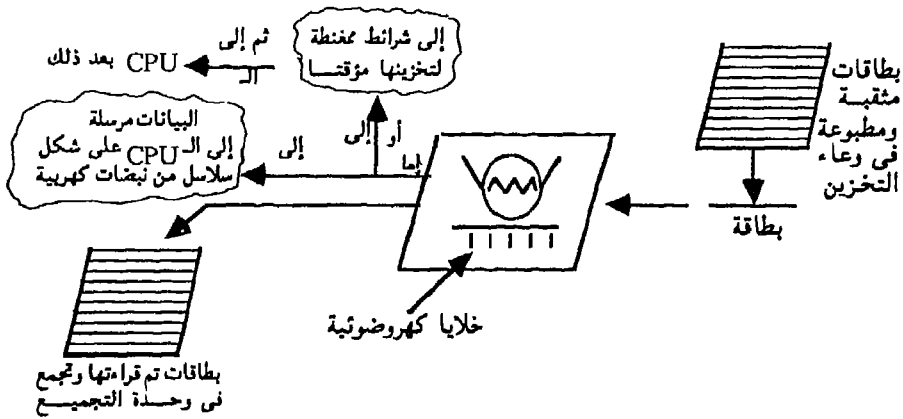 بطاقات
مثقبة
ومطبوعة
فى وعاء
التخزين
بطاقة
خلايا كهروضوئية
إما
إلى
أو
إلى
إلى شرائط ممغنطة
لتخزينها مؤقتا
ثم إلى
الـ
CPU بعد ذلك
البيانات مرسلة
إلى الـ CPU على شكل
سلاسل من نبضات كهربية
بطاقات تم قراءتها وتجمع
فى وحدة التجميع